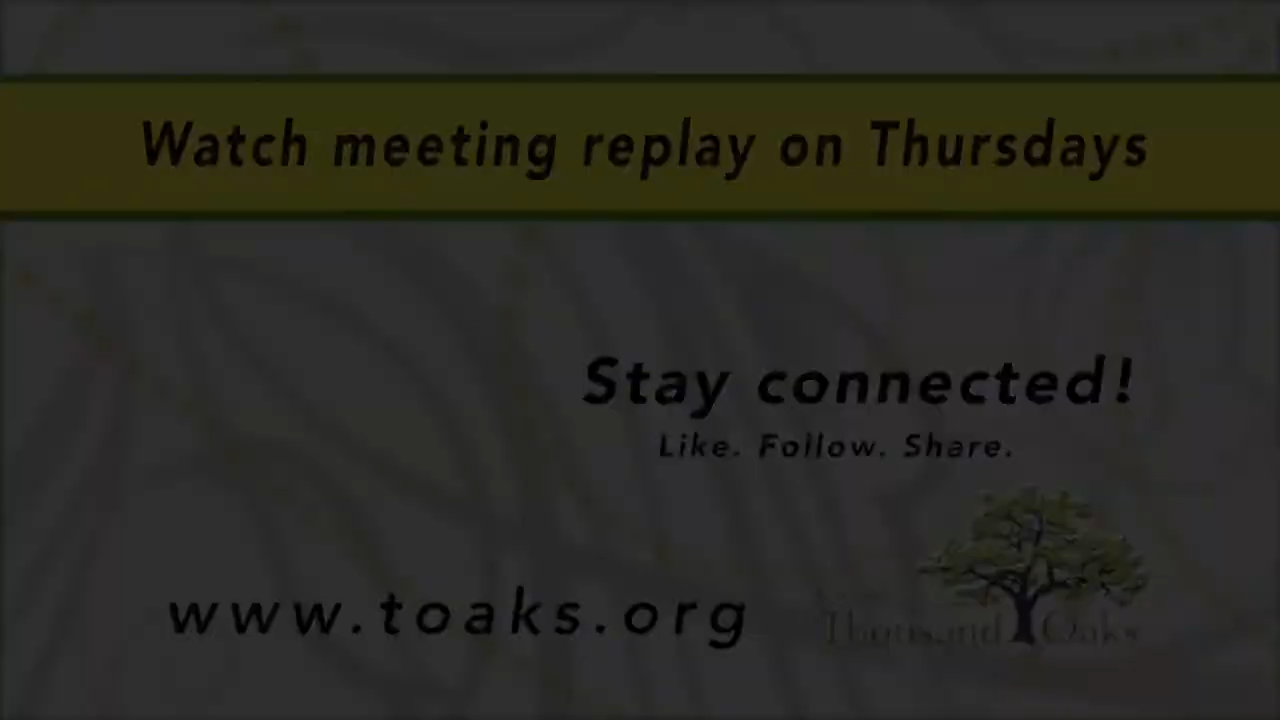 Watch meeting replay on Thursdays
Stay connected!
Like. Follow. Share.
www.toaks.org
Thousand Oaks